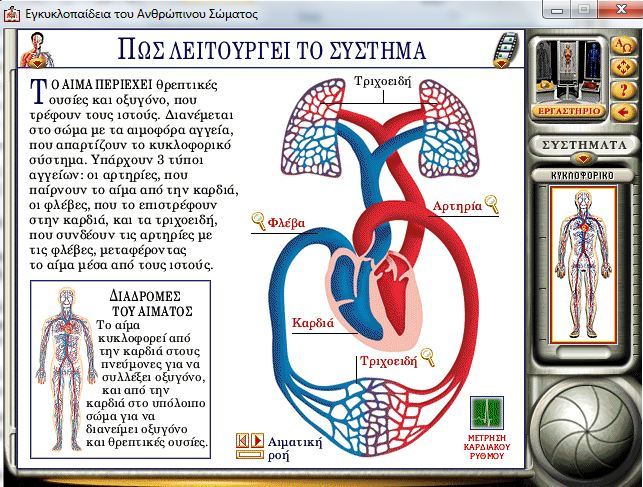 Εγκυκλοπαίδεια του Ανθρώπινου Σώματος
ΠΩΣ ΛΕΙΤΟΥΡΓΕΙ ΤΟ ΣΥΣΤΗΜΑ
ΤΟ ΑΙΜΑ ΠΕΡΙΕΧΕΙ θρεπτικές
ουσίες και οξυγόνο, που
τρέφουν τους ιστούς. Διανέμεται
στο σώμα με τα αιμοφόρα αγγεία,
που απαρτίζουν το κυκλοφορικό
σύστημα. Υπάρχουν 3 τύποι
αγγείων: οι αρτηρίες, που
παίρνουν το αίμα από την καρδιά,
οι φλέβες, που το επιστρέφουν
στην καρδιά, και τα τριχοειδή,
που συνδέουν τις αρτηρίες με
τις φλέβες, μεταφέροντας
το αίμα μέσα από τους ιστούς.
ΔΙΑΔΡΟΜΕΣ
ΤΟΥ ΑΙΜΑΤΟΣ
Το αίμα
κυκλοφορεί από
την καρδιά στους
πνεύμονες για να
συλλέξει οξυγόνο,
και από την
καρδιά στο υπόλοιπο
σώμα για να
διανείμει οξυγόνο
και θρεπτικές ουσίες.
Τριχοειδή
Αρτηρία
Φλέβα
Καρδιά
Τριχοειδή
Αιματική
ροή
ΜΕΤΡΗΣΗ
ΚΑΡΔΙΑΚΟΥ
ΡΥΘΜΟΥ
ΑΩ
?
ΕΡΓΑΣΤΗΡΙΟ
ΣΥΣΤΗΜΑΤΑ
ΚΥΚΛΟΦΟΡΙΚΟ